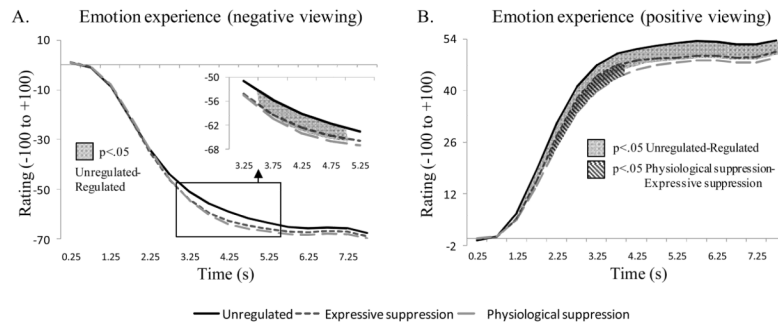 A. Emotion experience (negative viewing)
10
-10
-30
-50
-70
Rating (-100 to +100)
0.25 1.25 2.25 3.25 4.25 5.25 6.25 7.25
Time (s)
p<.05
Unregulated-
Regulated
-50
-56
-62
-68
3.25 3.75 4.25 4.75 5.25
B. Emotion experience (positive viewing)
54
40
26
12
-2
Rating (-100 to +100)
p<.05 Unregulated-Regulated
p<.05 Physiological suppression-
Expressive suppression
0.25 1.25 2.25 3.25 4.25 5.25 6.25 7.25
Time (s)
Unregulated Expressive suppression Physiological suppression